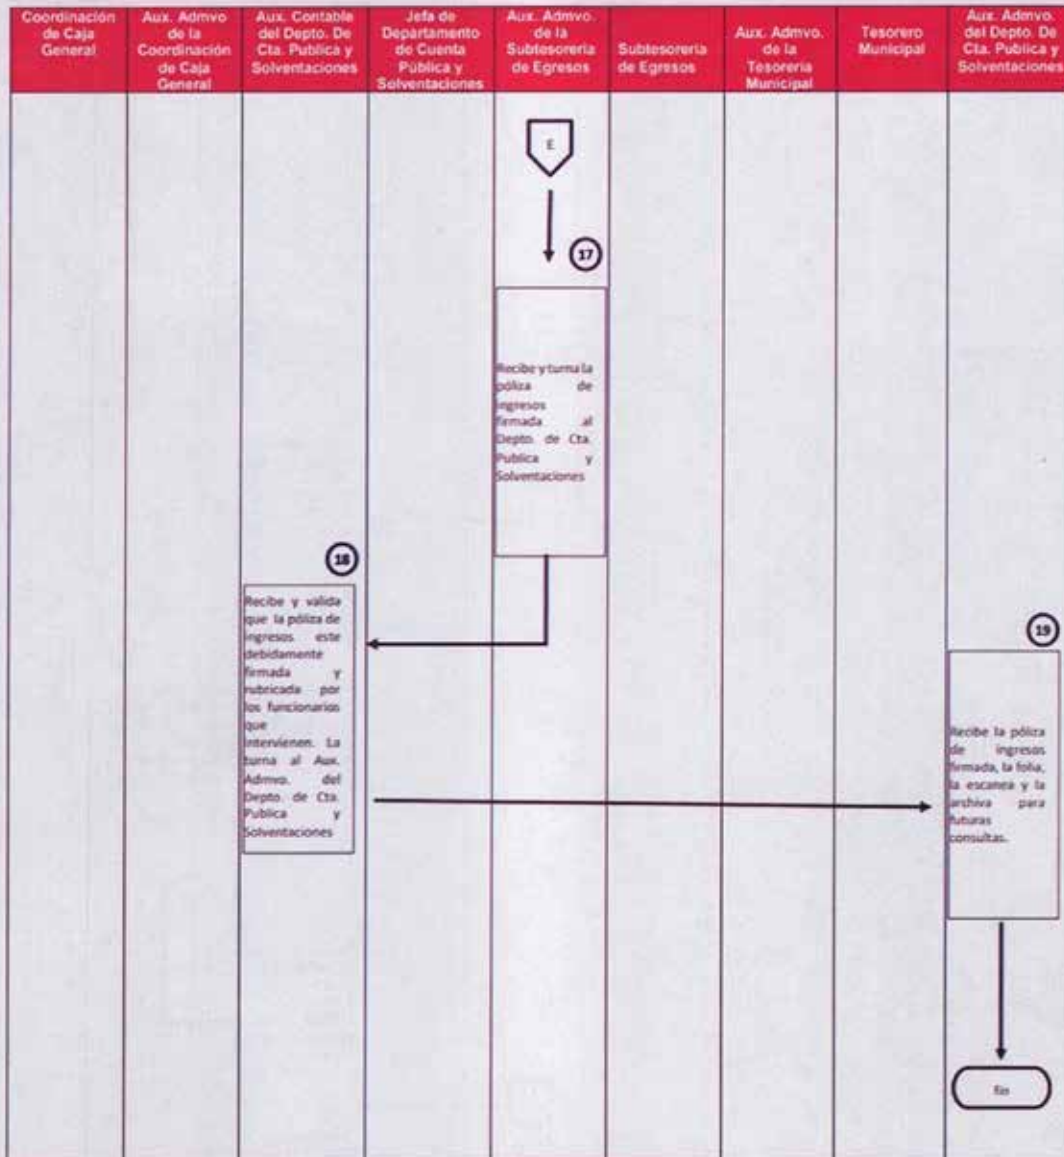 Coordinación
de Caja
General
Aux. Admvo
de la
Coordinación
de Caja
General
Aux. Contable
del Depto. De
Cta. Publica y
Solventaciones
Jefa de
Departamento
de Cuenta
Pública y
Solventaciones
Aux. Admvo.
de la
Subtesorería
de Egresos
Subtesorería
de Egresos
Aux. Admvo.
de la
Tesorería
Municipal
Tesorero
Municipal
Aux. Admvo.
del Depto. De
Cta. Publica y
Solventaciones
E
17
Recibe y turna la
póliza de
ingresos
firmada al
Depto. de Cta.
Publica y
Solventaciones
18
Recibe y valida
que la póliza de
ingresos este
debidamente
firmada y
rubricada por
los funcionarios
que
intervienen. La
turna al Aux.
Admvo. del
Depto. de Cta.
Publica y
Solventaciones
19
Recibe la póliza
de ingresos
firmada, la folia,
la escanea y la
archiva para
futuras
consultas.
Fin